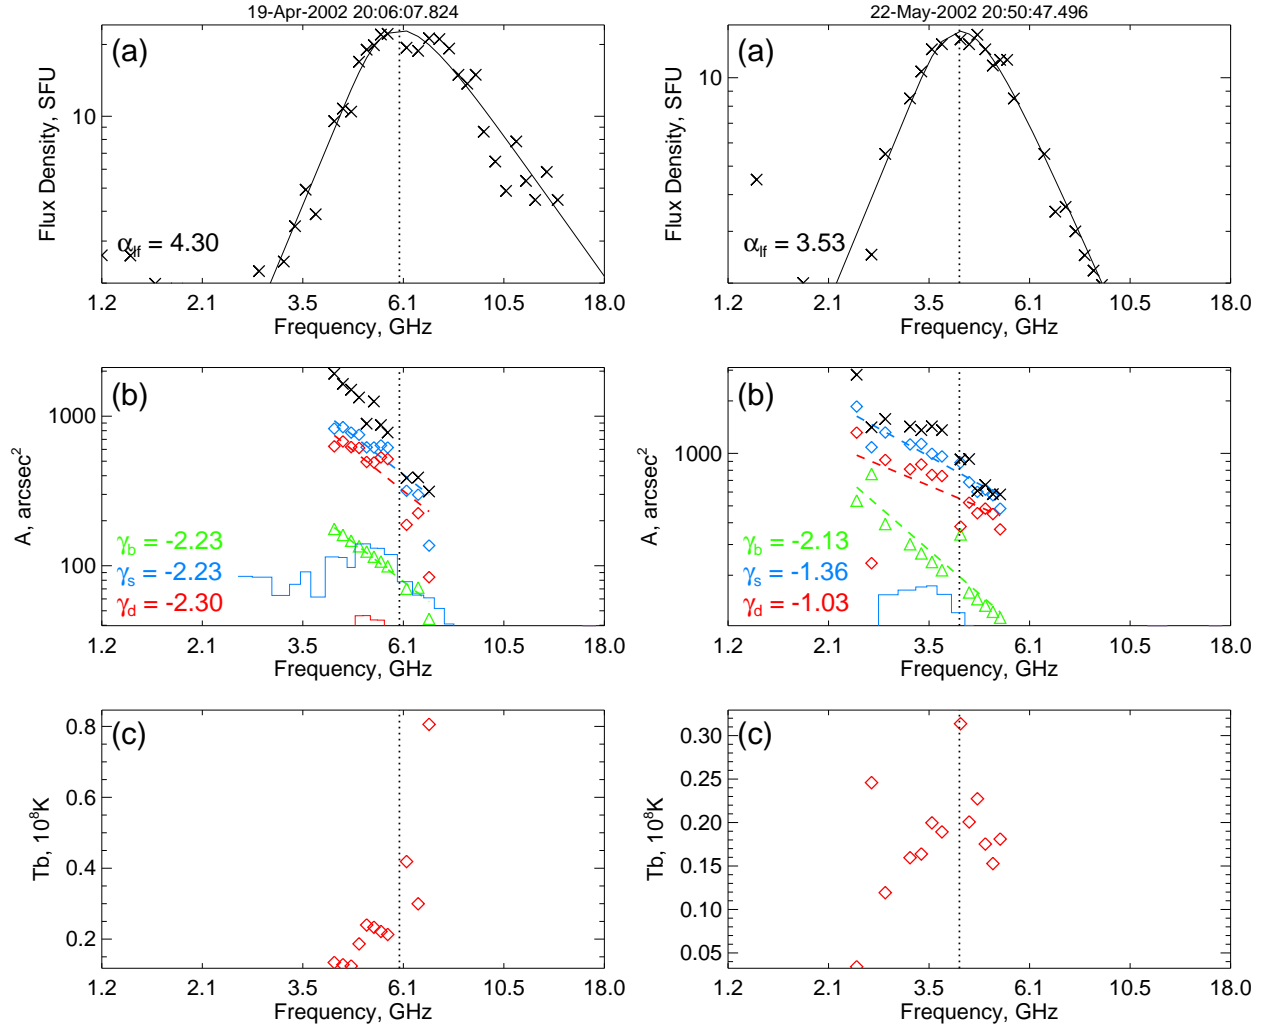 19-Apr-2002 20:06:07.824
(a)
Flux Density, SFU
10
α_lf = 4.30
1.2 2.1 3.5 6.1 10.5 18.0
Frequency, GHz
22-May-2002 20:50:47.496
(a)
Flux Density, SFU
10
α_lf = 3.53
1.2 2.1 3.5 6.1 10.5 18.0
Frequency, GHz
(b)
A, arcsec²
1000
100
γ_b = -2.23
γ_s = -2.23
γ_d = -2.30
1.2 2.1 3.5 6.1 10.5 18.0
Frequency, GHz
(b)
A, arcsec²
1000
γ_b = -2.13
γ_s = -1.36
γ_d = -1.03
1.2 2.1 3.5 6.1 10.5 18.0
Frequency, GHz
(c)
Tb, 10⁸K
0.8
0.6
0.4
0.2
1.2 2.1 3.5 6.1 10.5 18.0
Frequency, GHz
(c)
Tb, 10⁸K
0.30
0.25
0.20
0.15
0.10
0.05
1.2 2.1 3.5 6.1 10.5 18.0
Frequency, GHz